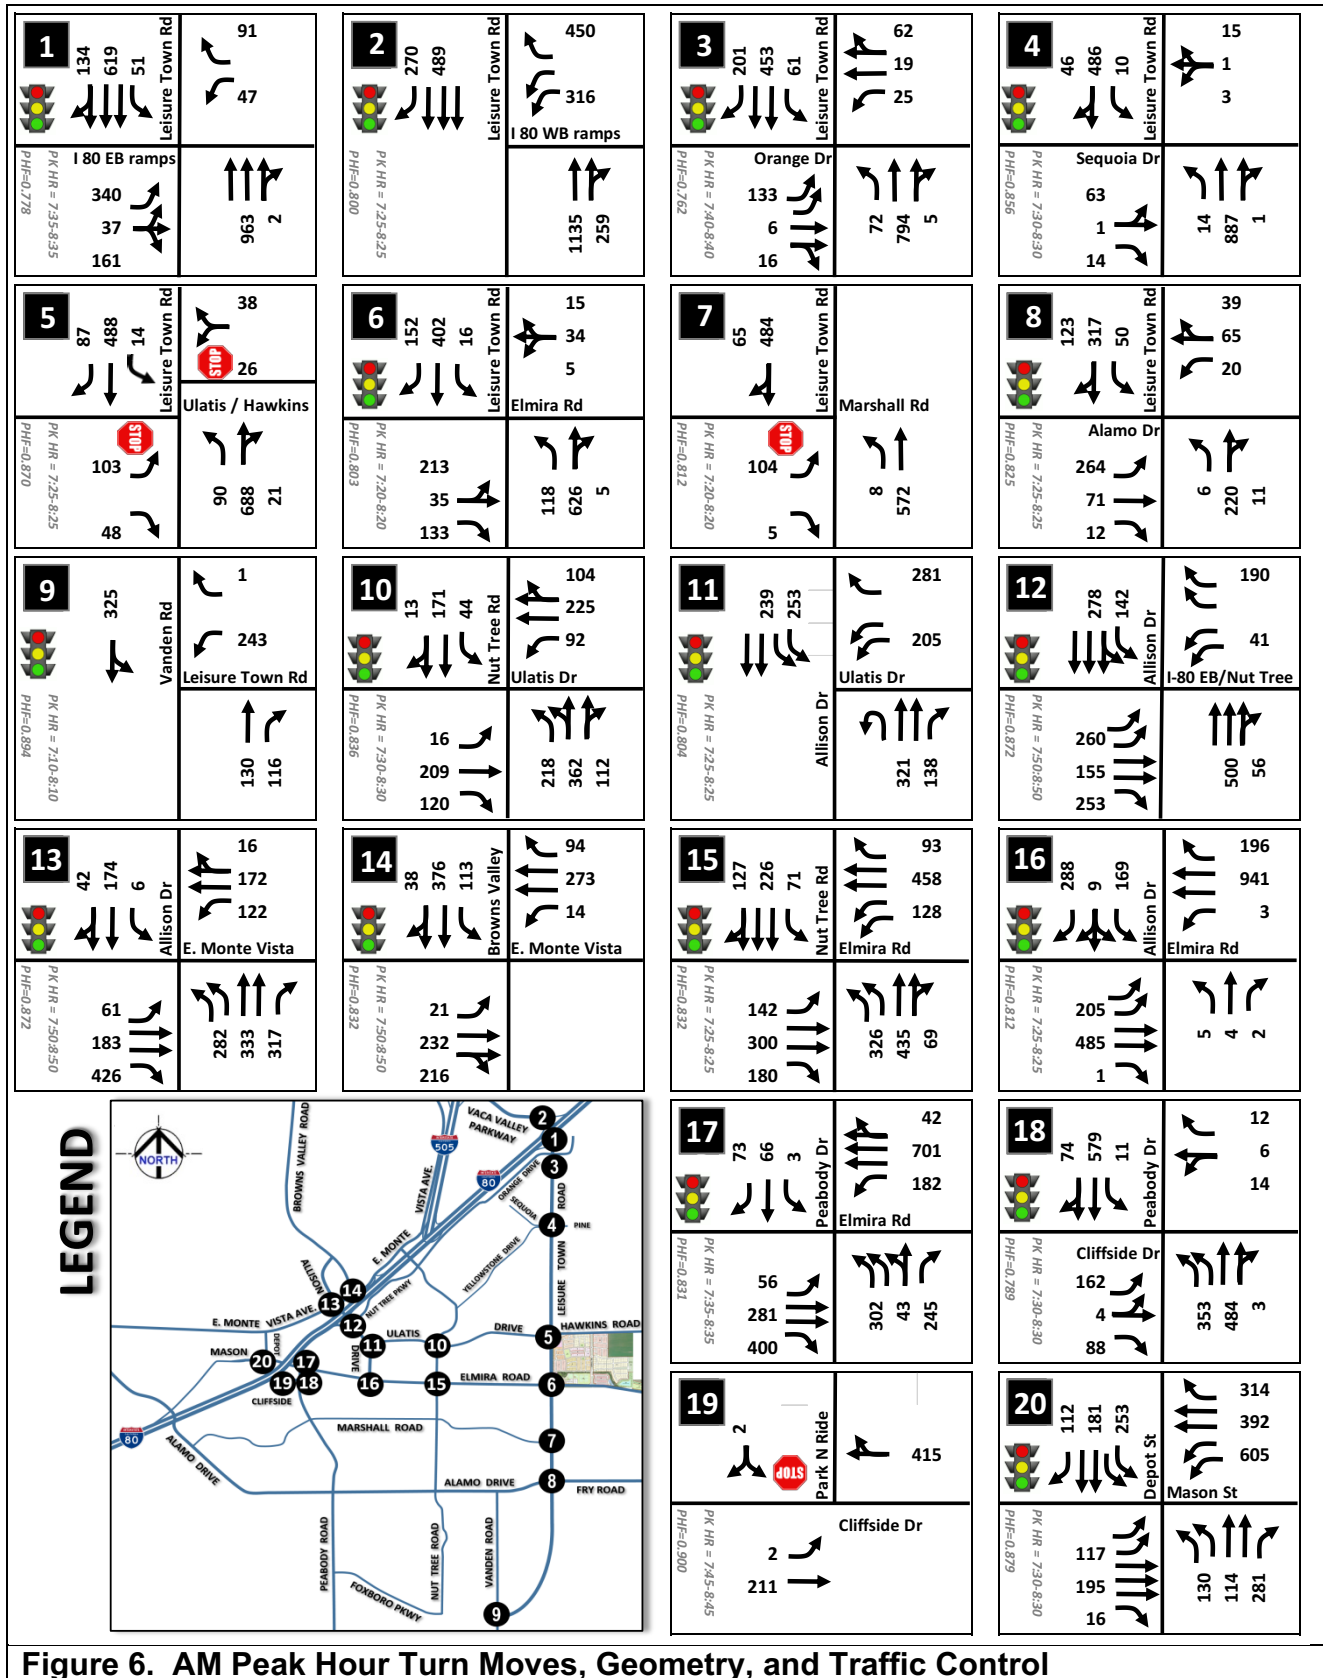 1
134
619
51
Leisure Town Rd
91
47
I 80 EB ramps
PK HR = 7:35-8:35
PHF=0.778
340
37
161
963
2
2
270
489
Leisure Town Rd
450
316
I 80 WB ramps
PK HR = 7:25-8:25
PHF=0.800
1135
259
3
201
453
61
Leisure Town Rd
62
19
25
Orange Dr
PK HR = 7:40-8:40
PHF=0.762
133
6
16
72
794
5
4
46
486
10
Leisure Town Rd
15
1
3
Sequoia Dr
PK HR = 7:30-8:30
PHF=0.856
63
1
14
14
887
1
5
87
488
14
Leisure Town Rd
38
STOP
26
Ulatis / Hawkins
PK HR = 7:25-8:25
PHF=0.870
STOP
103
48
90
688
21
6
152
402
16
Leisure Town Rd
15
34
5
Elmira Rd
PK HR = 7:20-8:20
PHF=0.803
213
35
133
118
626
5
7
65
484
Leisure Town Rd
Marshall Rd
PK HR = 7:20-8:20
PHF=0.812
STOP
104
5
8
572
8
123
317
50
Leisure Town Rd
39
65
20
Alamo Dr
PK HR = 7:25-8:25
PHF=0.825
264
71
12
6
220
11
9
325
Vanden Rd
1
243
Leisure Town Rd
PK HR = 7:10-8:10
PHF=0.894
130
116
10
13
171
44
Nut Tree Rd
104
225
92
Ulatis Dr
PK HR = 7:30-8:30
PHF=0.836
16
209
120
218
362
112
11
239
253
Allison Dr
281
205
Ulatis Dr
PK HR = 7:25-8:25
PHF=0.804
321
138
12
278
142
Allison Dr
190
41
I-80 EB/Nut Tree
PK HR = 7:50:8:50
PHF=0.872
260
155
253
500
56
13
42
174
6
Allison Dr
16
172
122
E. Monte Vista
PK HR = 7:50:8:50
PHF=0.872
61
183
426
282
333
317
14
38
376
113
Browns Valley
94
273
14
E. Monte Vista
PK HR = 7:50:8:50
PHF=0.832
21
232
216
15
127
226
71
Nut Tree Rd
93
458
128
Elmira Rd
PK HR = 7:25-8:25
PHF=0.832
142
300
180
326
435
69
16
288
9
169
Allison Dr
196
941
3
Elmira Rd
PK HR = 7:25-8:25
PHF=0.812
205
485
1
5
4
2
LEGEND
NORTH
BROWNS VALLEY ROAD
VACA VALLEY
PARKWAY
505
VISTA AVE.
80
ORANGE DRIVE
SEQUOIA
ROAD
PINE
E. MONTE
YELLOWSTONE DRIVE
TOWN
LEISURE
ALLISON
NUT TREE PKWY
E. MONTE VISTA AVE.
DEPOT
MASON
DRIVE
ULATIS
DRIVE
HAWKINS ROAD
ELMIRA ROAD
CLIFFSIDE
MARSHALL ROAD
80
ALAMO DRIVE
ALAMO DRIVE
FRY ROAD
PEABODY ROAD
NUT TREE ROAD
VANDEN ROAD
FOXBORO PKWY
1
2
3
4
5
6
7
8
9
10
11
12
13
14
15
16
17
18
19
20
17
73
66
3
Peabody Dr
42
701
182
Elmira Rd
PK HR = 7:35-8:35
PHF=0.831
56
281
400
302
43
245
18
74
579
11
Peabody Dr
12
6
14
Cliffside Dr
PK HR = 7:30-8:30
PHF=0.789
162
4
88
353
484
3
19
2
STOP
Park N Ride
415
PK HR = 7:45-8:45
PHF=0.900
Cliffside Dr
2
211
20
112
181
253
Depot St
314
392
605
Mason St
PK HR = 7:30-8:30
PHF=0.879
117
195
16
130
114
281
Figure 6. AM Peak Hour Turn Moves, Geometry, and Traffic Control